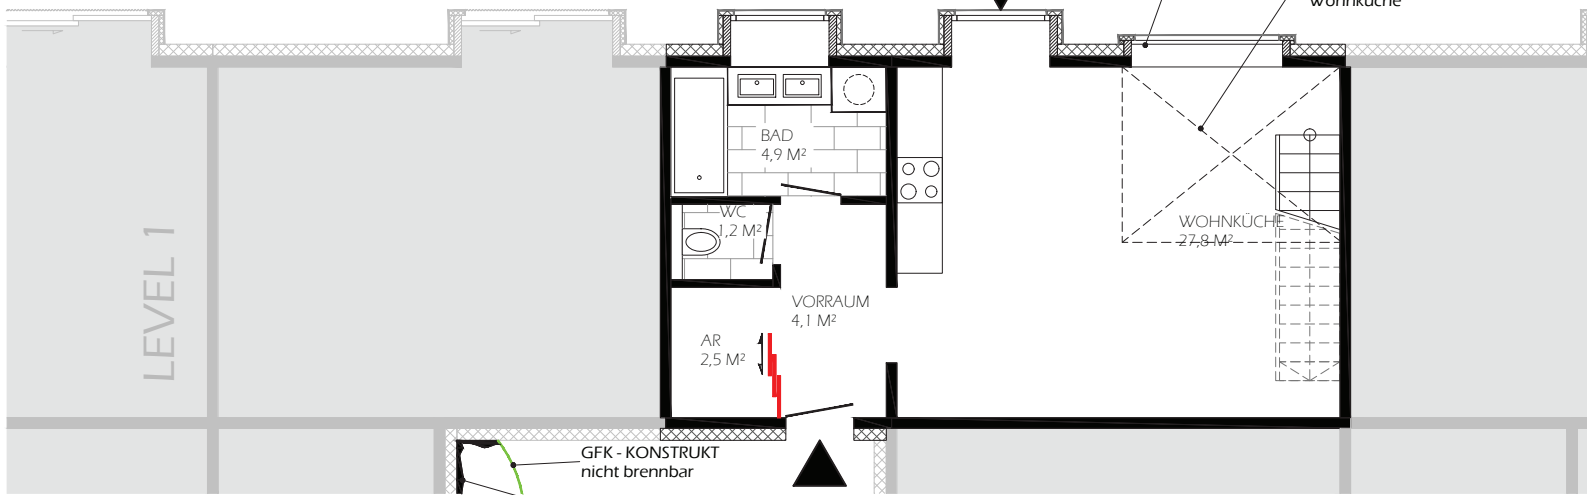 wohnküche
BAD
4,9 M²
WC
1,2 M²
WOHNKÜCHE
27,8 M²
LEVEL 1
VORRAUM
4,1 M²
AR
2,5 M²
GFK - KONSTRUKT
nicht brennbar